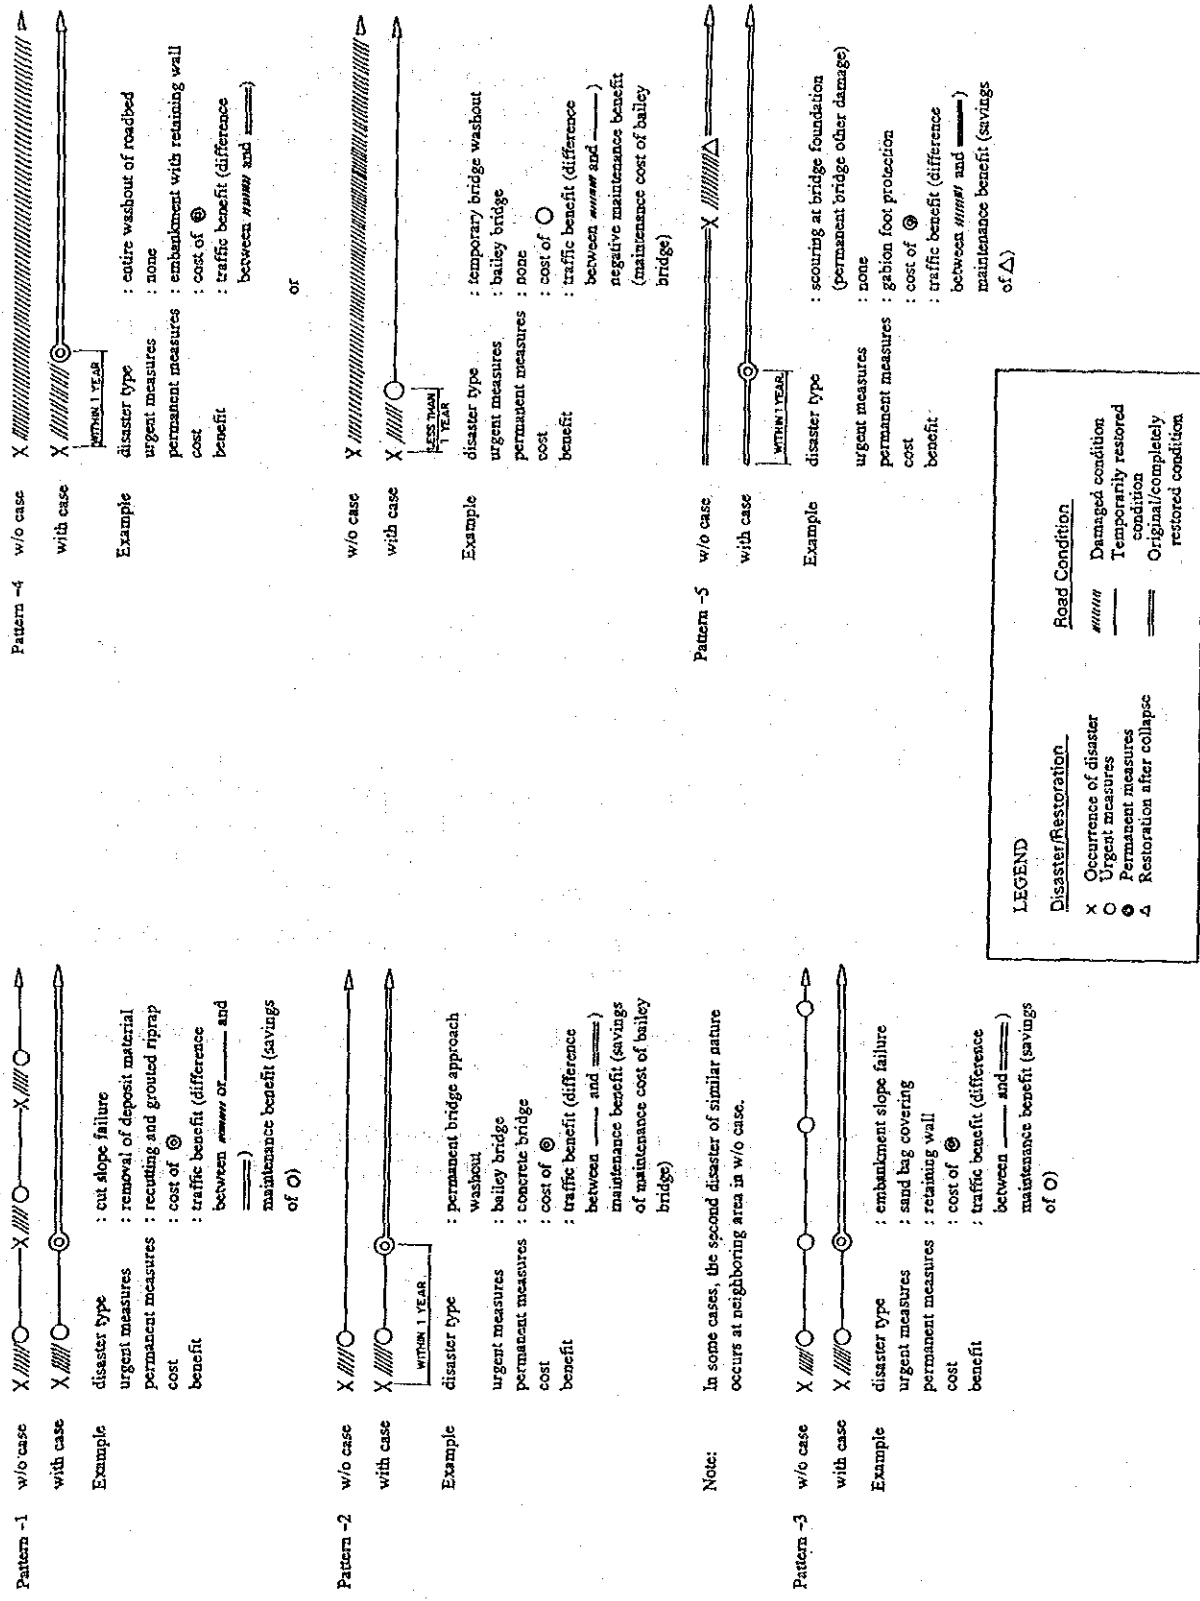 Pattern -1 w/o case X
with case X
Example disaster type : cut slope failure
urgent measures : removal of deposit material
permanent measures : recutting and grouted riprap
cost : cost of ◎
benefit : traffic benefit (difference
between ////// or ——— and
═══)
maintenance benefit (savings
of O)
Pattern -2 w/o case X
with case X
WITHIN 1 YEAR
Example disaster type : permanent bridge approach
washout
urgent measures : bailey bridge
permanent measures : concrete bridge
cost : cost of ◎
benefit : traffic benefit (difference
between ——— and ═══)
maintenance benefit (savings
of maintenance cost of bailey
bridge)
Note: In some cases, the second disaster of similar nature
occurs at neighboring area in w/o case.
Pattern -3 w/o case X
with case X
Example disaster type : embankment slope failure
urgent measures : sand bag covering
permanent measures : retaining wall
cost : cost of ◎
benefit : traffic benefit (difference
between ——— and ═══)
maintenance benefit (savings
of O)
Pattern -4 w/o case X
with case X
WITHIN 1 YEAR
Example disaster type : entire washout of roadbed
urgent measures : none
permanent measures : embankment with retaining wall
cost : cost of ◎
benefit : traffic benefit (difference
between ////// and ═══)
or
w/o case X
with case X
LESS THAN
1 YEAR
Example disaster type : temporary bridge washout
urgent measures : bailey bridge
permanent measures : none
cost : cost of O
benefit : traffic benefit (difference
between ////// and ———)
negative maintenance benefit
(maintenance cost of bailey
bridge)
Pattern -5 w/o case X
with case
WITHIN 1 YEAR
Example disaster type : scouring at bridge foundation
(permanent bridge other damage)
urgent measures : none
permanent measures : gabion foot protection
cost : cost of ◎
benefit : traffic benefit (difference
between ////// and ═══)
maintenance benefit (savings
of △)
LEGEND
Disaster/Restoration Road Condition
X Occurrence of disaster ////// Damaged condition
O Urgent measures ——— Temporarily restored
condition
◎ Permanent measures ═══ Original/completely
restored condition
△ Restoration after collapse